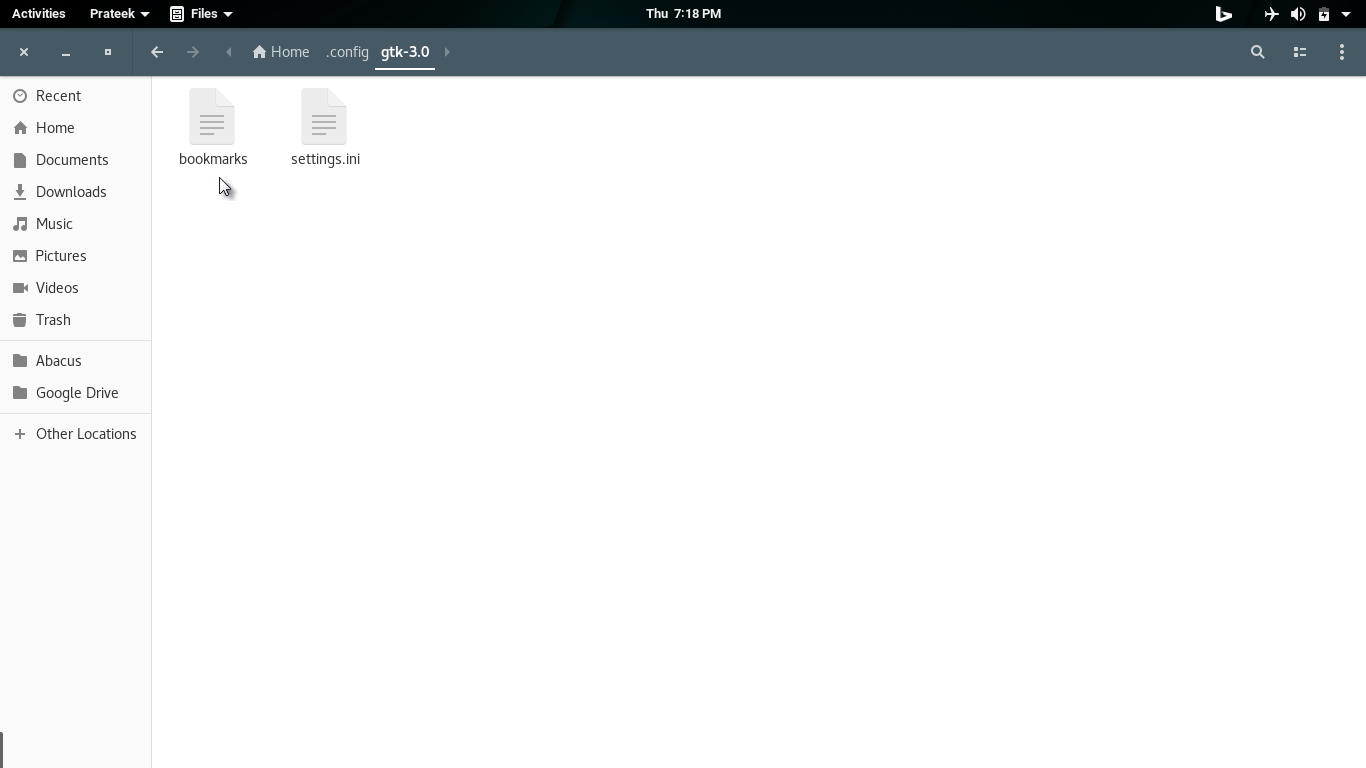 Activities Prateek Files Thu 7:18 PM
Home .config gtk-3.0
Recent
Home
Documents
Downloads
Music
Pictures
Videos
Trash
Abacus
Google Drive
Other Locations
bookmarks settings.ini